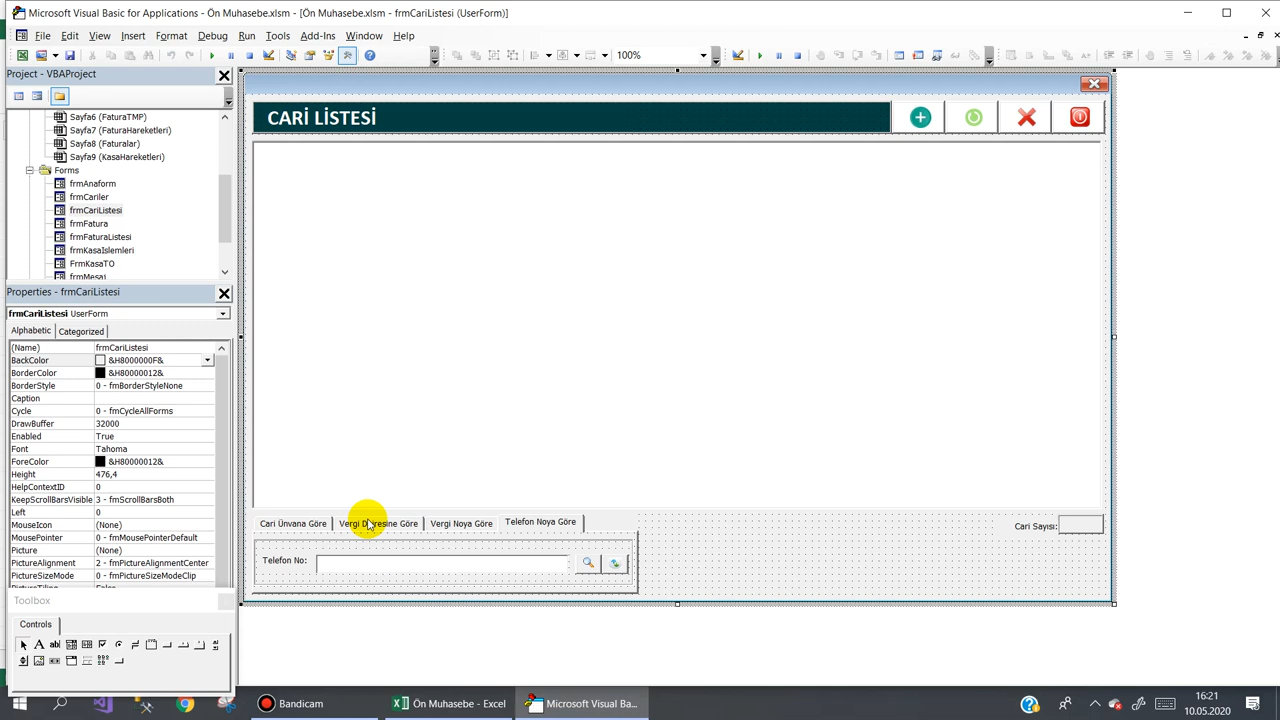 Microsoft Visual Basic for Applications - Ön Muhasebe.xlsm - [Ön Muhasebe.xlsm - frmCariListesi (UserForm)]
File Edit View Insert Format Debug Run Tools Add-Ins Window Help
100%
Project - VBAProject
Sayfa6 (FaturaTMP)
Sayfa7 (FaturaHareketleri)
Sayfa8 (Faturalar)
Sayfa9 (KasaHareketleri)
Forms
frmAnaform
frmCariler
frmCariListesi
frmFatura
frmFaturaListesi
frmKasaIslemleri
FrmKasaTO
frmMesaj
Properties - frmCariListesi
frmCariListesi UserForm
Alphabetic Categorized
(Name) frmCariListesi
BackColor &H8000000F&
BorderColor &H80000012&
BorderStyle 0 - fmBorderStyleNone
Caption
Cycle 0 - fmCycleAllForms
DrawBuffer 32000
Enabled True
Font Tahoma
ForeColor &H80000012&
Height 476,4
HelpContextID 0
KeepScrollBarsVisible 3 - fmScrollBarsBoth
Left 0
MouseIcon (None)
MousePointer 0 - fmMousePointerDefault
Picture (None)
PictureAlignment 2 - fmPictureAlignmentCenter
PictureSizeMode 0 - fmPictureSizeModeClip
PictureTiling False
Toolbox
Controls
CARİ LİSTESİ
Cari Ünvana Göre Vergi Dairesine Göre Vergi Noya Göre Telefon Noya Göre
Cari Sayısı:
Telefon No:
Bandicam
Ön Muhasebe - Excel
Microsoft Visual Ba...
16:21
10.05.2020